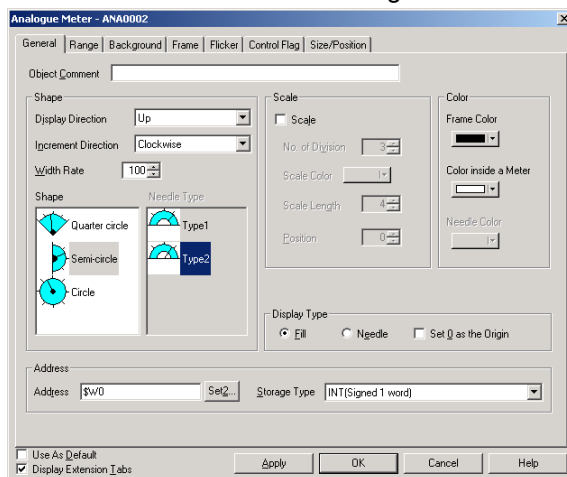 Analogue Meter - ANA0002
General Range Background Frame Flicker Control Flag Size/Position
Object Comment
Shape
Display Direction Up
Increment Direction Clockwise
Width Rate 100
Shape Needle Type
Quarter circle
Semi-circle
Circle
Type1
Type2
Scale
Scale
No. of Division 3
Scale Color
Scale Length 4
Position 0
Color
Frame Color
Color inside a Meter
Needle Color
Display Type
Fill Needle Set 0 as the Origin
Address
Address $W0 Set2... Storage Type INT(Signed 1 word)
Use As Default
Display Extension Tabs
Apply OK Cancel Help